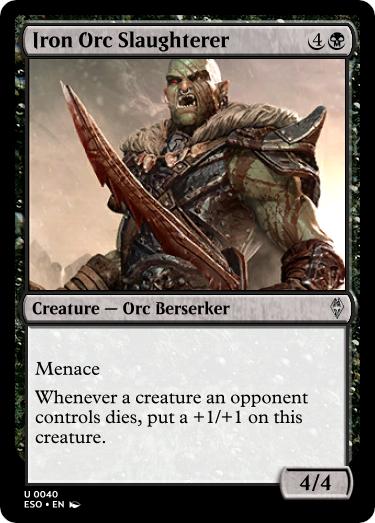 Iron Orc Slaughterer 4
Creature — Orc Berserker
Menace
Whenever a creature an opponent
controls dies, put a +1/+1 on this
creature.
4/4
U 0040
ESO • EN